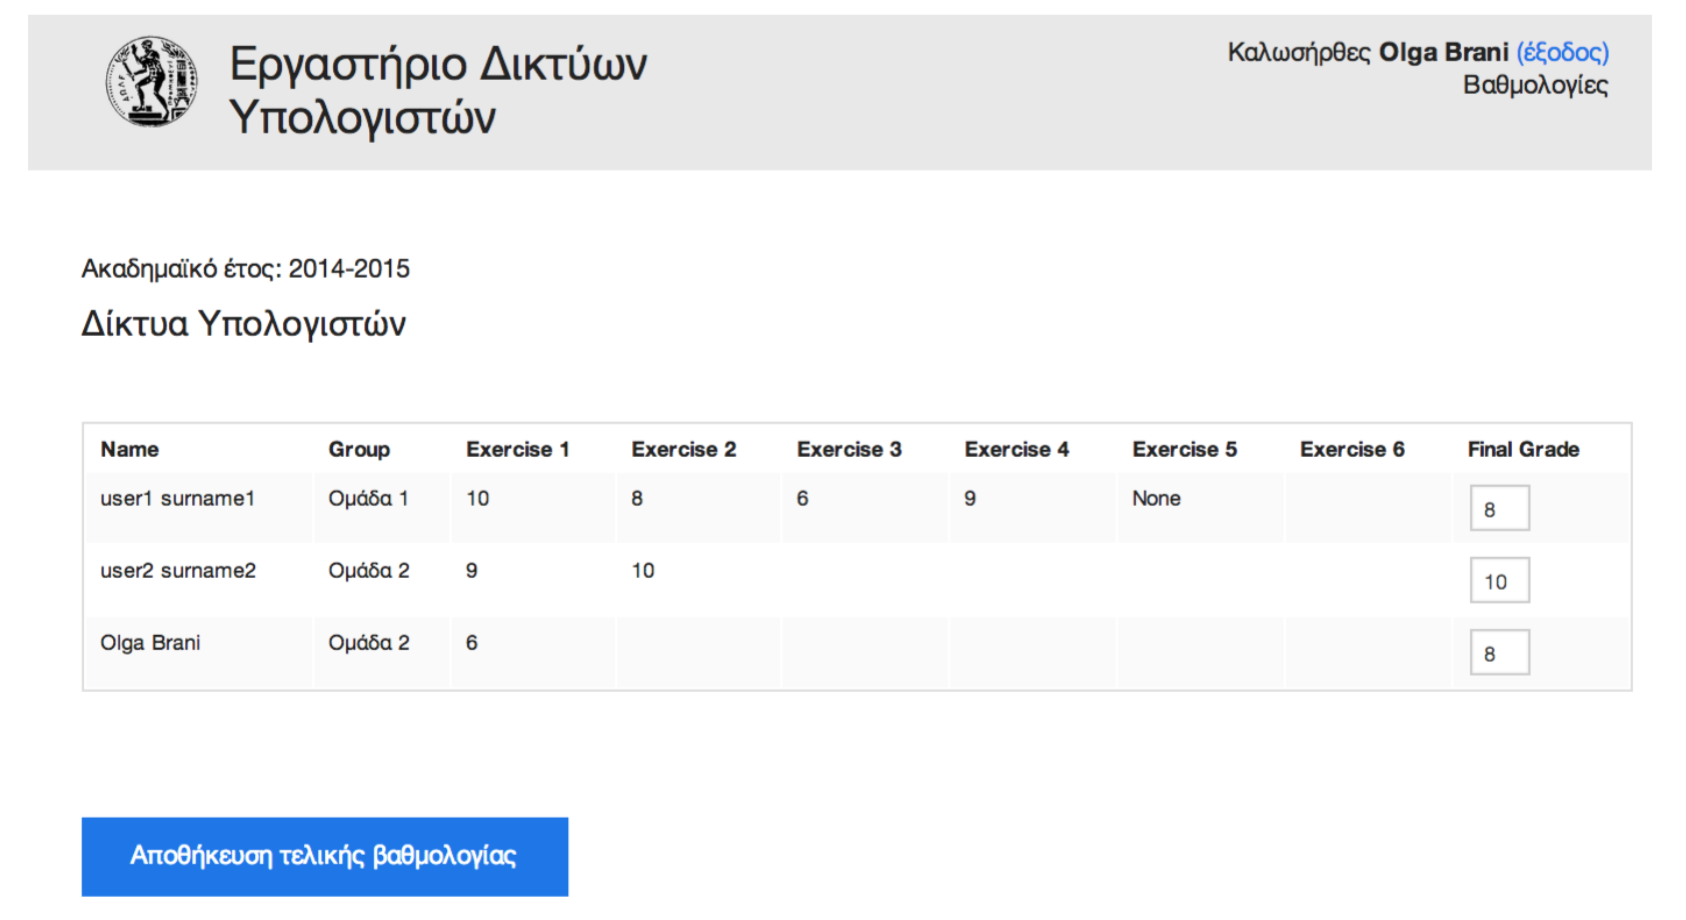 Εργαστήριο Δικτύων
Υπολογιστών
Καλωσήρθες Olga Brani (έξοδος)
Βαθμολογίες
Ακαδημαϊκό έτος: 2014-2015
Δίκτυα Υπολογιστών
Name Group Exercise 1 Exercise 2 Exercise 3 Exercise 4 Exercise 5 Exercise 6 Final Grade
user1 surname1 Ομάδα 1 10 8 6 9 None 8
user2 surname2 Ομάδα 2 9 10 10
Olga Brani Ομάδα 2 6 8
Αποθήκευση τελικής βαθμολογίας